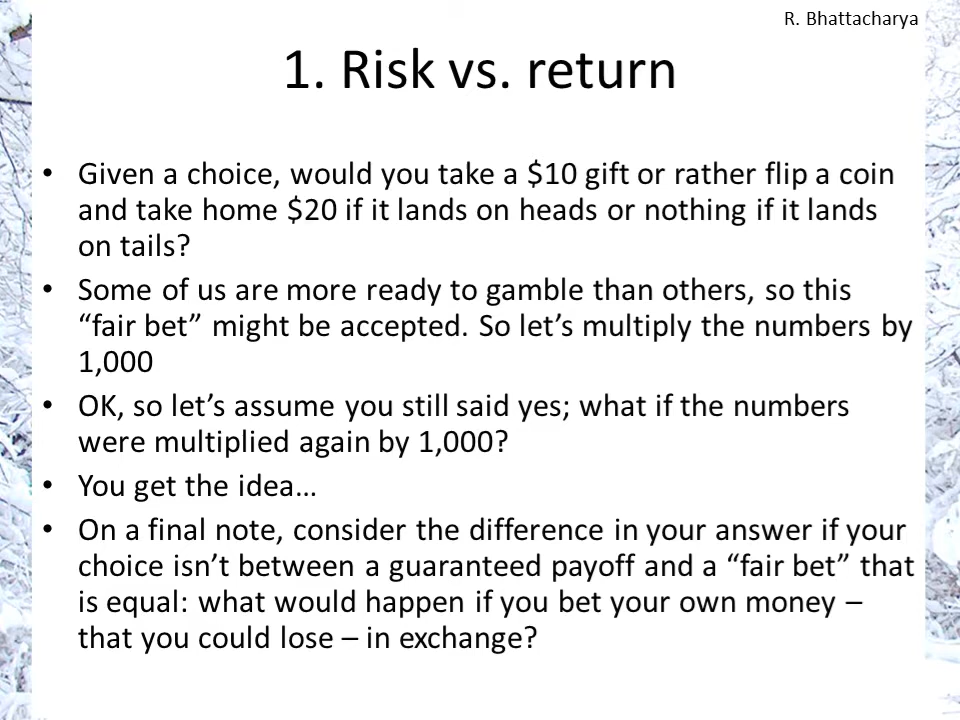 R. Bhattacharya
1. Risk vs. return
• Given a choice, would you take a $10 gift or rather flip a coin
and take home $20 if it lands on heads or nothing if it lands
on tails?
• Some of us are more ready to gamble than others, so this
“fair bet” might be accepted. So let’s multiply the numbers by
1,000
• OK, so let’s assume you still said yes; what if the numbers
were multiplied again by 1,000?
• You get the idea…
• On a final note, consider the difference in your answer if your
choice isn’t between a guaranteed payoff and a “fair bet” that
is equal: what would happen if you bet your own money –
that you could lose – in exchange?